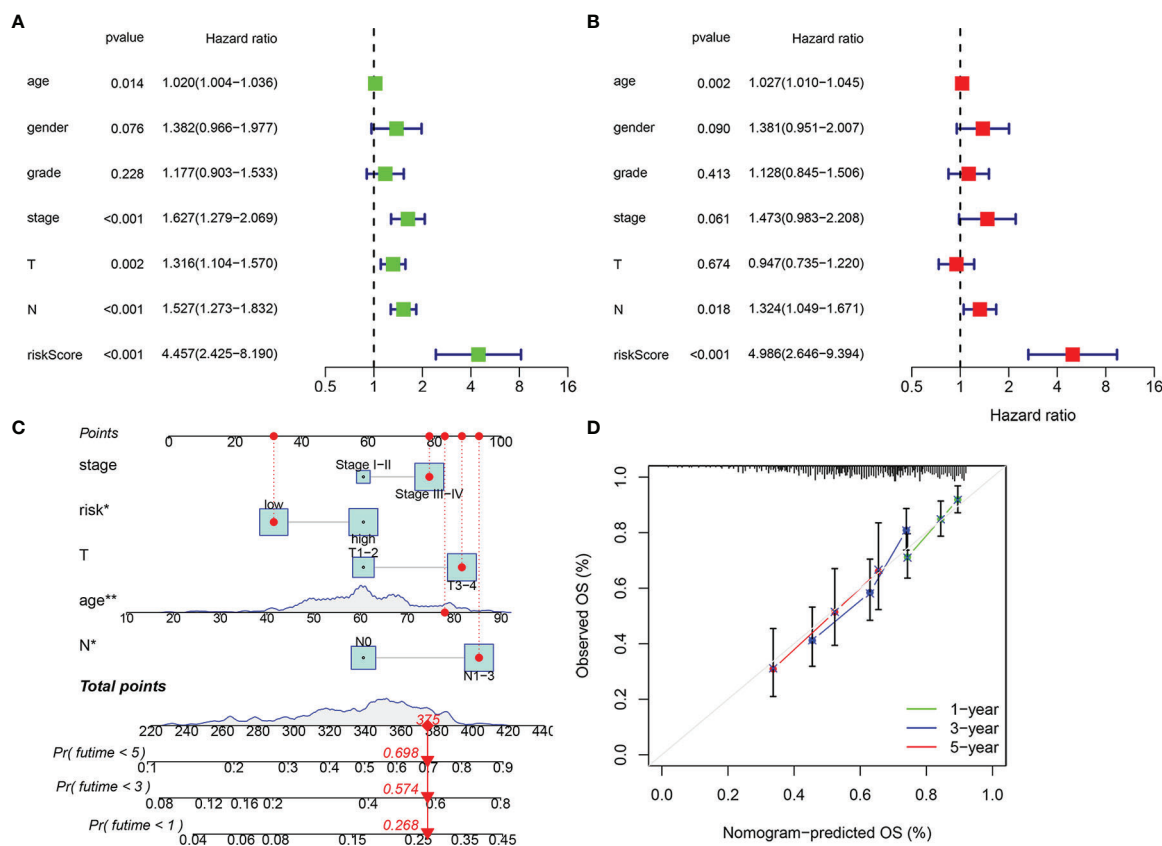 A
pvalue Hazard ratio
age 0.014 1.020(1.004−1.036)
gender 0.076 1.382(0.966−1.977)
grade 0.228 1.177(0.903−1.533)
stage <0.001 1.627(1.279−2.069)
T 0.002 1.316(1.104−1.570)
N <0.001 1.527(1.273−1.832)
riskScore <0.001 4.457(2.425−8.190)
0.5 1 2 4 8 16
B
pvalue Hazard ratio
age 0.002 1.027(1.010−1.045)
gender 0.090 1.381(0.951−2.007)
grade 0.413 1.128(0.845−1.506)
stage 0.061 1.473(0.983−2.208)
T 0.674 0.947(0.735−1.220)
N 0.018 1.324(1.049−1.671)
riskScore <0.001 4.986(2.646−9.394)
0.5 1 2 4 8 16
Hazard ratio
C
Points
0 20 40 60 80 100
stage
Stage I−II
Stage III−IV
risk*
low
high
T
T1−2
T3−4
age**
10 20 30 40 50 60 70 80 90
N*
N0
N1−3
Total points
375
220 240 260 280 300 320 340 360 380 400 420 440
Pr( futime < 5)
0.698
0.1 0.2 0.3 0.4 0.5 0.6 0.7 0.8 0.9
Pr( futime < 3)
0.574
0.08 0.12 0.16 0.2 0.4 0.6 0.8
Pr( futime < 1)
0.268
0.04 0.06 0.08 0.15 0.25 0.35 0.45
D
Observed OS (%)
1.0
0.8
0.6
0.4
0.2
0.0
1−year
3−year
5−year
0.0 0.2 0.4 0.6 0.8 1.0
Nomogram−predicted OS (%)